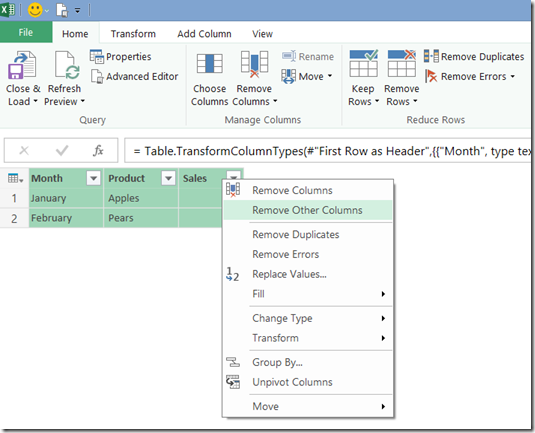 File Home Transform Add Column View
Close & Load Refresh Preview Properties Advanced Editor Query
Choose Columns Remove Columns Rename Move Manage Columns
Keep Rows Remove Rows Remove Duplicates Remove Errors Reduce Rows
fx = Table.TransformColumnTypes(#"First Row as Header",{{"Month", type tex
Month Product Sales
1 January Apples
2 February Pears
Remove Columns
Remove Other Columns
Remove Duplicates
Remove Errors
1 2 Replace Values...
Fill
Change Type
Transform
Group By...
Unpivot Columns
Move